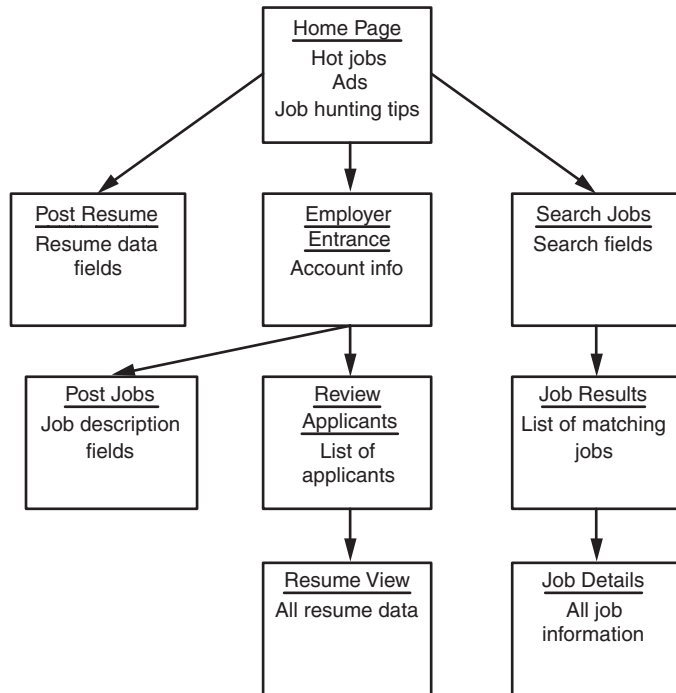 Home Page
Hot jobs
Ads
Job hunting tips
Post Resume
Resume data
fields
Employer
Entrance
Account info
Search Jobs
Search fields
Post Jobs
Job description
fields
Review
Applicants
List of
applicants
Job Results
List of matching
jobs
Resume View
All resume data
Job Details
All job
information